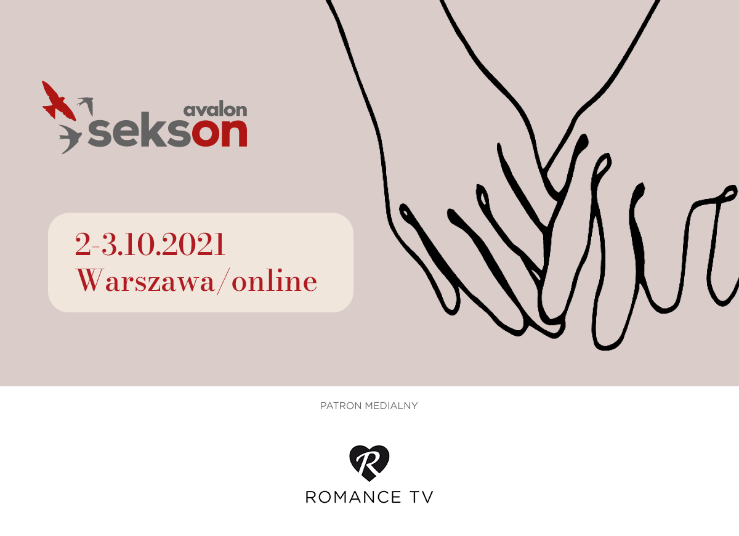 avalon
sekson
2-3.10.2021
Warszawa/online
PATRON MEDIALNY
R
ROMANCE TV